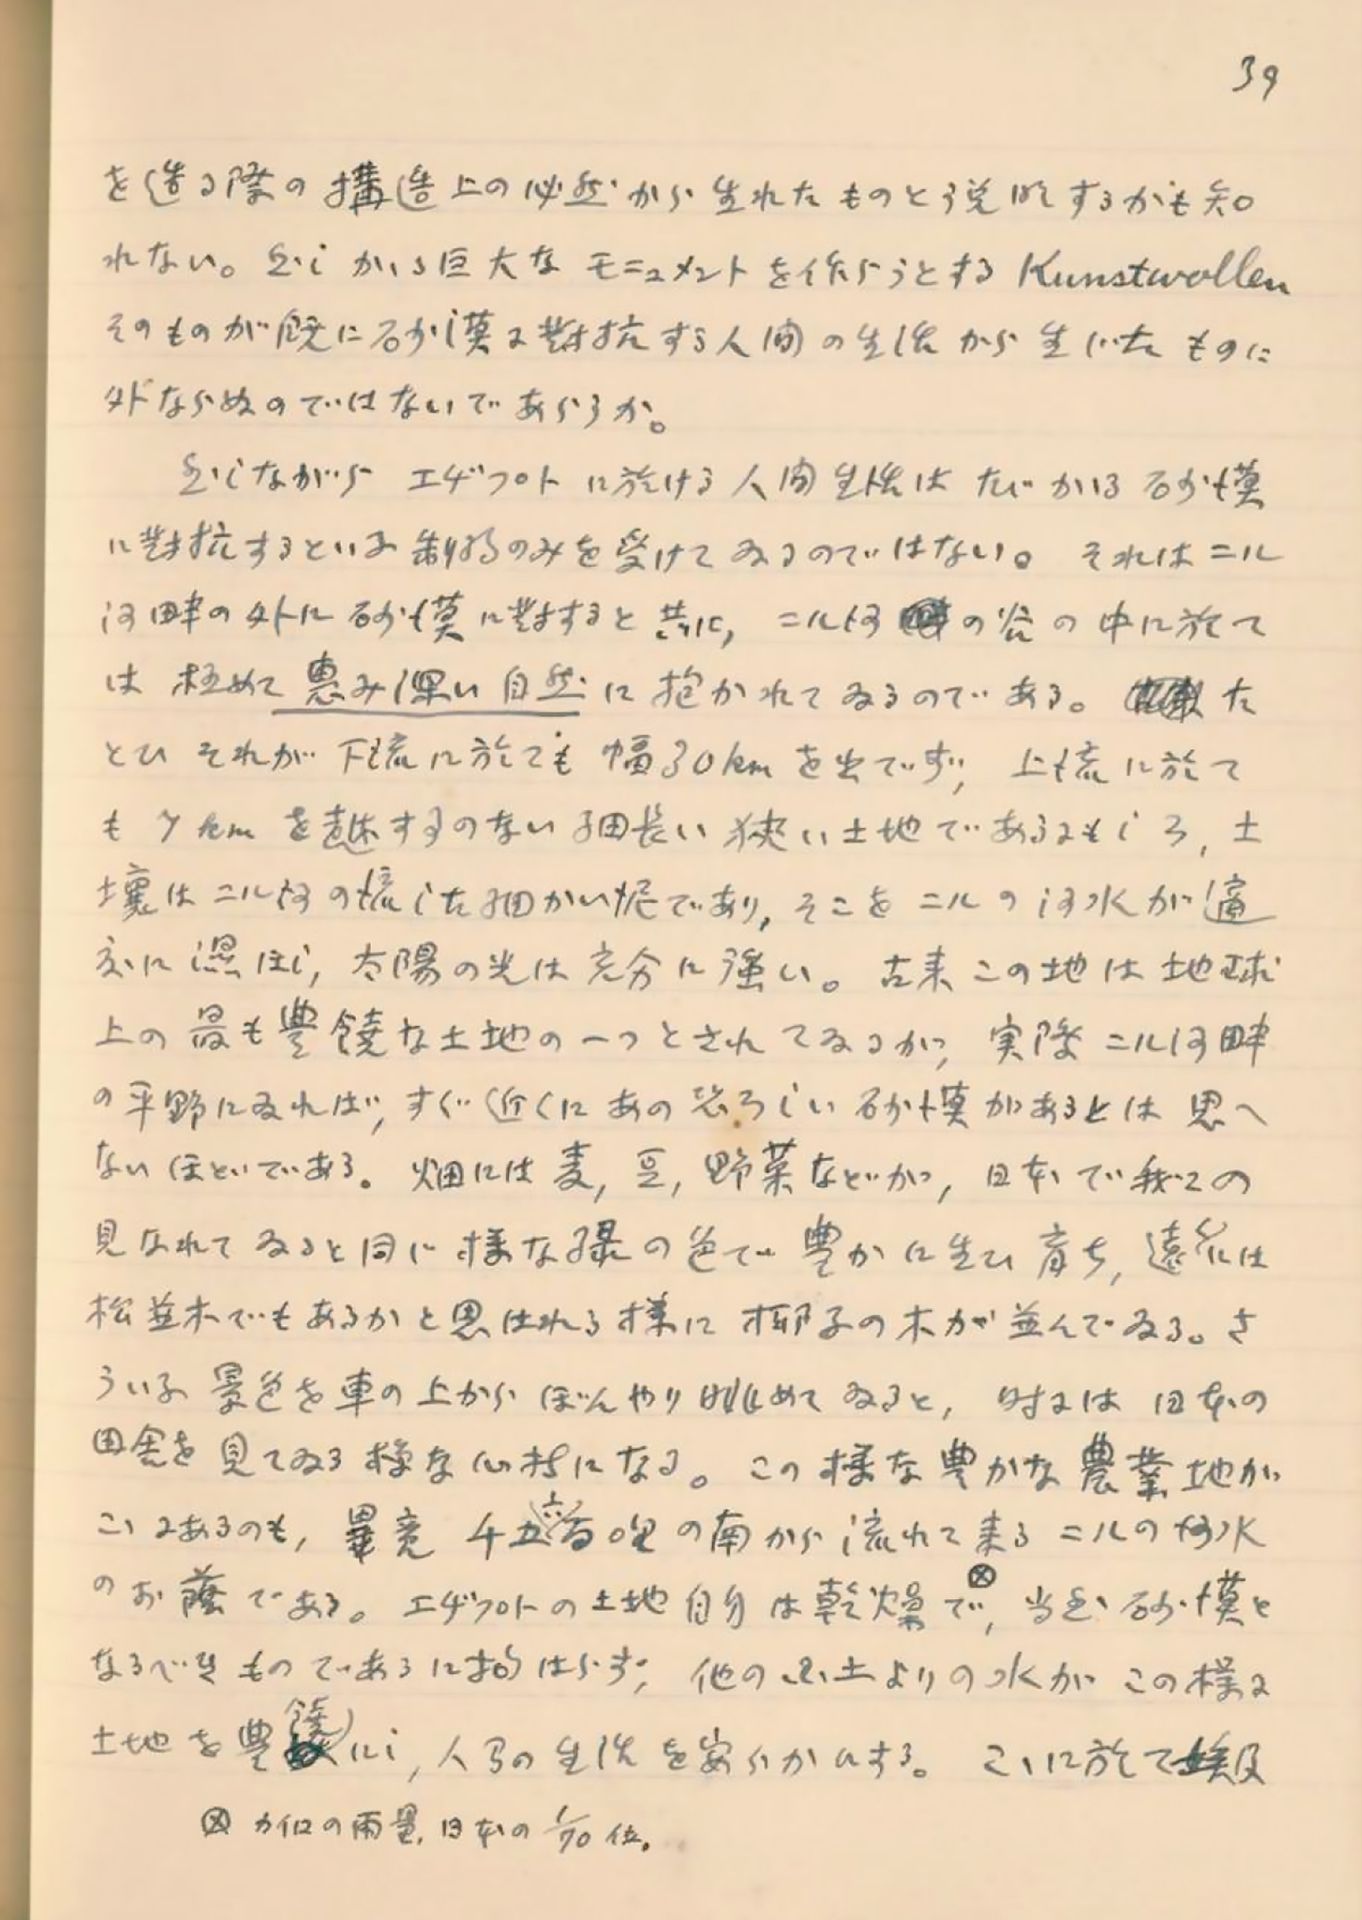 39
を造る際の構造上の必然から生れたものと説明するかも知
れない。然しかゝる巨大なモニュメントを作らうとする Kunstwollen
そのものが既に砂漠に對抗する人間の生活から生じたものに
外ならぬのではないであらうか。
然しながら エヂプトに於ける人間生活はたゞかゝる砂漠
に對抗するといふ制約のみを受けてゐるのではない。それはニル
河畔の外に砂漠に對すると共に, ニル河の谷の中に於て
は極めて恵み深い自然に抱かれてゐるのである。た
とひそれが下流に於ても幅30kmを出でず, 上流に於て
も7kmを越すことのない細長い狭い土地であるにもしろ, 土
壌はニル河の流した細かい泥であり, そこをニルの河水が適
度に濕ほし, 太陽の光は充分に強い。古来この地は地球
上の最も豊饒な土地の一つとされてゐるが, 実際ニル河畔
の平野にゐれば, すぐ近くにあの恐ろしい砂漠があるとは思へ
ないほどである。畑には麦, 豆, 野菜などが, 日本で我々の
見なれてゐると同じ様な緑の色で豊かに生ひ育ち, 遠くには
松並木でもあるかと思はれる様に椰子の木が並んでゐる。さ
ういふ景色を車の上からぼんやり眺めてゐると, 時には日本の
田舎を見てゐる様な心持になる。この様な豊かな農業地が
こゝにあるのも, 畢竟千五六百哩の南から流れて来るニルの河水
のお蔭である。エヂプトの土地自身は乾燥で⊗, 当然砂漠と
なるべきものであるに拘はらず, 他の国土よりの水がこの様に
土地を豊饒にし, 人間の生活を安らかにする。こゝに於て埃及
⊗ カイロの雨量, 日本の1/70位.